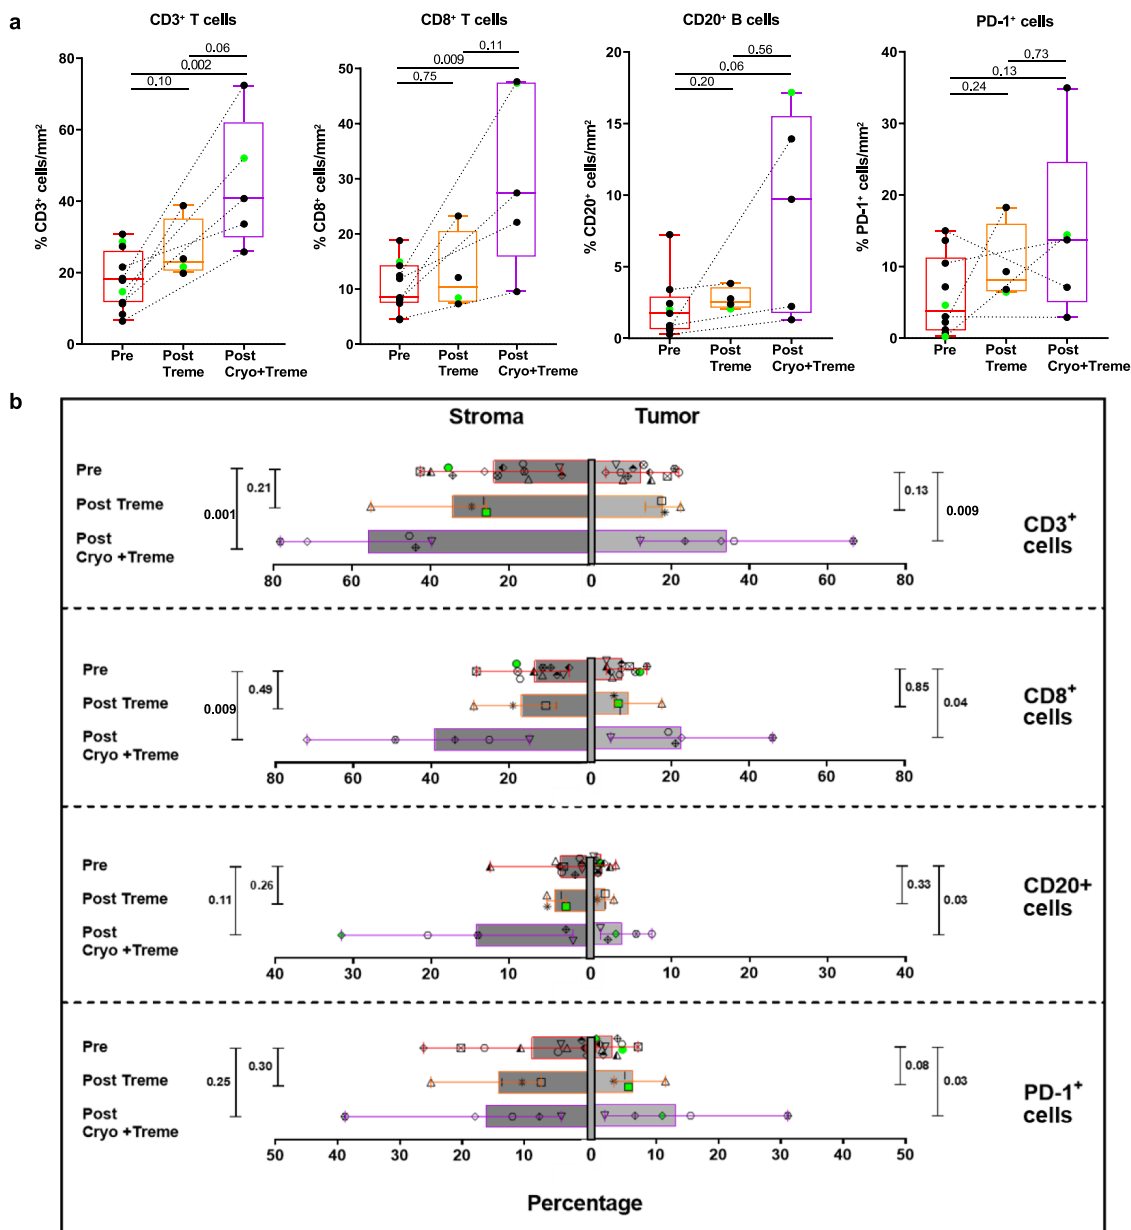 a
CD3⁺ T cells
CD8⁺ T cells
CD20⁺ B cells
PD-1⁺ cells
% CD3⁺ cells/mm²
80
60
40
20
0
0.06
0.002
0.10
Pre
Post
Treme
Post
Cryo+Treme
% CD8⁺ cells/mm²
50
40
30
20
10
0
0.11
0.009
0.75
Pre
Post
Treme
Post
Cryo+Treme
% CD20⁺ cells/mm²
20
15
10
5
0
0.56
0.06
0.20
Pre
Post
Treme
Post
Cryo+Treme
% PD-1⁺ cells/mm²
40
30
20
10
0
0.73
0.13
0.24
Pre
Post
Treme
Post
Cryo+Treme
b
Stroma
Tumor
Pre
Post Treme
Post
Cryo +Treme
0.001
0.21
0.13
0.009
CD3⁺
cells
80 60 40 20 0 20 40 60 80
Pre
Post Treme
Post
Cryo +Treme
0.009
0.49
0.85
0.04
CD8⁺
cells
80 60 40 20 0 20 40 60 80
Pre
Post Treme
Post
Cryo +Treme
0.11
0.26
0.33
0.03
CD20+
cells
40 30 20 10 0 10 20 30 40
Pre
Post Treme
Post
Cryo +Treme
0.25
0.30
0.08
0.03
PD-1⁺
cells
50 40 30 20 10 0 10 20 30 40 50
Percentage